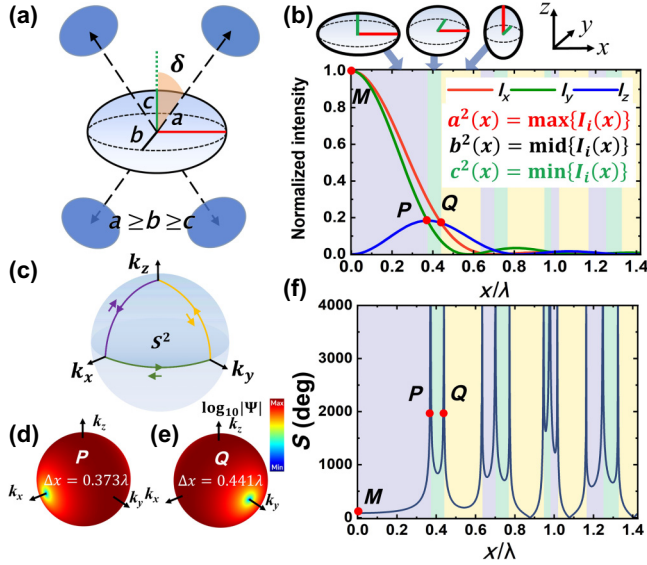 (a)
δ
c
a
b
a ≥b ≥c
(b)
z
y
x
Normalized intensity
1.0
0.8
0.6
0.4
0.2
0.0
M
I_x I_y I_z
a²(x) = max{I_i(x)}
b²(x) = mid{I_i(x)}
c²(x) = min{I_i(x)}
P Q
0.0 0.2 0.4 0.6 0.8 1.0 1.2 1.4
x/λ
(c)
k_z
S²
k_x
k_y
log₁₀|Ψ|
Max
Min
(d)
k_z
P
Δx = 0.373λ
k_x
k_y
(e)
k_z
Q
Δx = 0.441λ
k_x
k_y
(f)
S (deg)
4000
3000
2000
1000
0
P Q
M
0.0 0.2 0.4 0.6 0.8 1.0 1.2 1.4
x/λ